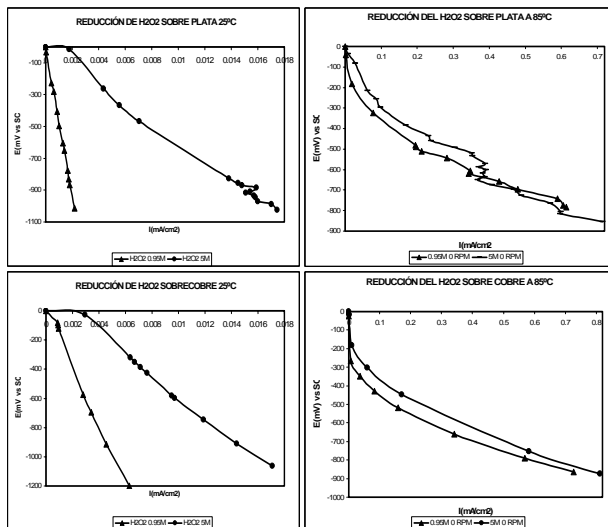 REDUCCIÓN DE H2O2 SOBRE PLATA 25ºC
0 0.002 0.004 0.006 0.008 0.01 0.012 0.014 0.016 0.018
0
-100
-300
-500
-700
-900
-1100
E(mV vs SC
I(mA/cm2)
H2O2 0.95M H2O2 5M
REDUCCIÓN DEL H2O2 SOBRE PLATA A 85ºC
0 0.1 0.2 0.3 0.4 0.5 0.6 0.7
0
-100
-200
-300
-400
-500
-600
-700
-800
-900
E(mV) vs SC
I(mA/cm2
0.95M 0 RPM 5M 0 RPM
REDUCCIÓN DE H2O2 SOBRECOBRE 25ºC
0 0.002 0.004 0.006 0.008 0.01 0.012 0.014 0.016 0.018
0
-200
-400
-600
-800
-1000
-1200
E(mV) vs SC
I(mA/cm2)
H2O2 0.95M H2O2 5M
REDUCCIÓN DEL H2O2 SOBRE COBRE A 85ºC
0 0.1 0.2 0.3 0.4 0.5 0.6 0.7 0.8
0
-100
-200
-300
-400
-500
-600
-700
-800
-900
-1000
E(mV) vs SC
I(mA/cm2)
0.95M 0 RPM 5M 0 RPM